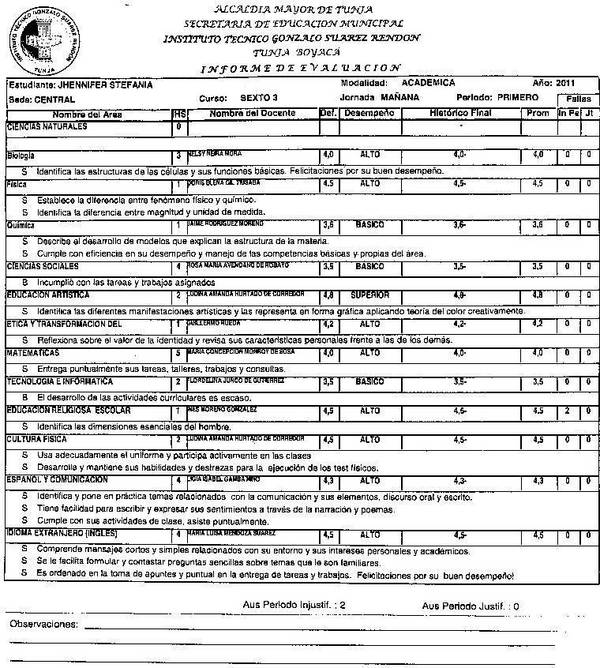 ALCALDIA MAYOR DE TUNJA
SECRETARIA DE EDUCACION MUNICIPAL
INSTITUTO TECNICO GONZALO SUAREZ RENDON
TUNJA BOYACÁ
INFORME DE EVALUACION
INSTITUTO TECNICO GONZALO SUAREZ RENDON TUNJA
Estudiante: JHENNIFER STEFANIA Modalidad: ACADEMICA Año: 2011
Sede: CENTRAL Curso: SEXTO 3 Jornada MAÑANA Periodo: PRIMERO Fallas
Nombre del Area IHS Nombre del Docente Def. Desempeño Histórico Final Prom In Pe Jt
CIENCIAS NATURALES 0
Biologia 3 NELSY NEIRA MORA 4,0 ALTO 4,0- 4,0 0 0
S Identifica las estructuras de las células y sus funciones básicas. Felicitaciones por su buen desempeño.
Fisica 1 4,5 ALTO 4,5- 4,5 0 0
S Establece la diferencia entre fenómeno físico y químico.
S Identifica la diferencia entre magnitud y unidad de medida.
Quimica 1 JAIME RODRIGUEZ MORENO 3,6 BASICO 3,6- 3,6 0 0
S Describe el desarrollo de modelos que explican la estructura de la materia.
S Cumple con eficiencia en su desempeño y manejo de las competencias básicas y propias del área.
CIENCIAS SOCIALES 4 ROSA MARIA AVENDANO DE ROBAYO 3,5 BASICO 3,5- 3,5 0 0
B Incumplió con las tareas y trabajos asignados
EDUCACION ARTISTICA 2 LUDINA AMANDA HURTADO DE CORREDOR 4,8 SUPERIOR 4,8- 4,8 0 0
S Identifica las diferentes manifestaciones artísticas y las representa en forma gráfica aplicando teoría del color creativamente.
ETICA Y TRANSFORMACION DEL 1 GUILLERMO RUEDA 4,2 ALTO 4,2- 4,2 0 0
S Reflexiona sobre el valor de la identidad y revisa sus características personales frente a las de los demás.
MATEMATICAS 5 MARIA CONCEPCION MONROY DE SOSA 4,0 ALTO 4,0- 4,0 0 0
S Entrega puntualmente sus tareas, talleres, trabajos y consultas.
TECNOLOGIA E INFORMATICA 2 FLORDELINA JUNCO DE GUTIERREZ 3,5 BASICO 3,5- 3,5 0 0
B El desarrollo de las actividades curriculares es escaso.
EDUCACION RELIGIOSA ESCOLAR 1 INES MORENO GONZALEZ 4,5 ALTO 4,5- 4,5 2 0
S Identifica las dimensiones esenciales del hombre.
CULTURA FISICA 2 LUDINA AMANDA HURTADO DE CORREDOR 4,5 ALTO 4,5- 4,5 0 0
S Usa adecuadamente el uniforme y participa activamente en las clases
S Desarrolla y mantiene sus habilidades y destrezas para la ejecución de los test físicos.
ESPAÑOL Y COMUNICACION 4 LIGIA ISABEL 4,3 ALTO 4,3- 4,3 0 0
S Identifica y pone en práctica temas relacionados con la comunicación y sus elementos, discurso oral y escrito.
S Tiene facilidad para escribir y expresar sus sentimientos a través de la narración y poemas.
S Cumple con sus actividades de clase, asiste puntualmente.
IDIOMA EXTRANJERO (INGLES) 4 MARIA LUISA MENDOZA SUAREZ 4,5 ALTO 4,5- 4,5 0 0
S Comprende mensajes cortos y simples relacionados con su entorno y sus intereses personales y académicos.
S Se le facilita formular y contestar preguntas sencillas sobre temas que le son familiares.
S Es ordenado en la toma de apuntes y puntual en la entrega de tareas y trabajos. Felicitaciones por su buen desempeño!
Aus Periodo Injustif. : 2 Aus Periodo Justif. : 0
Observaciones: